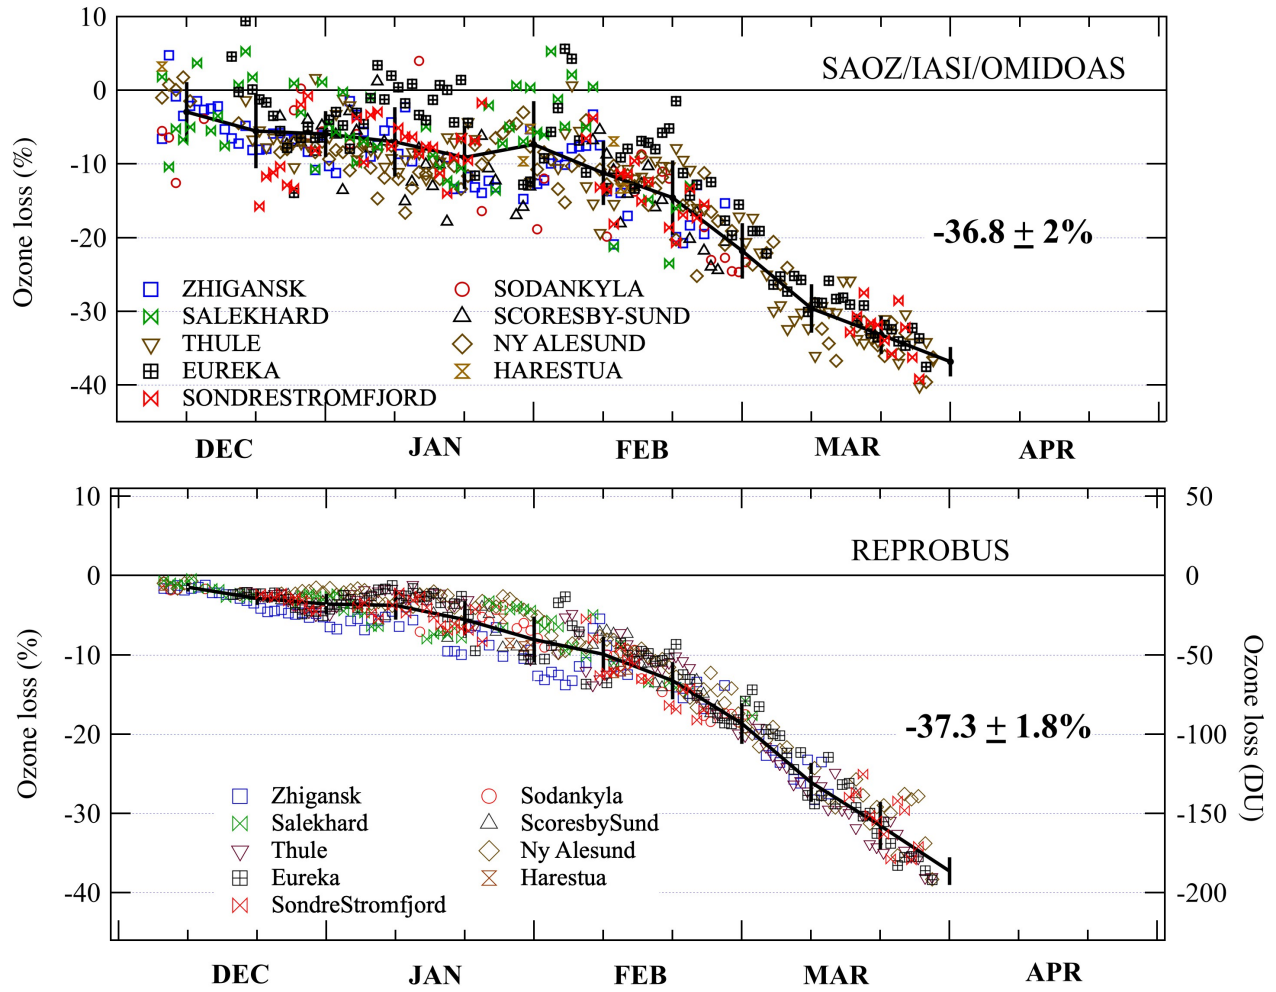 SAOZ/IASI/OMIDOAS
10
0
-10
-20
-30
-40
Ozone loss (%)
-36.8 ± 2%
ZHIGANSK
SALEKHARD
THULE
EUREKA
SONDRESTROMFJORD
SODANKYLA
SCORESBY-SUND
NY ALESUND
HARESTUA
DEC JAN FEB MAR APR
REPROBUS
10
0
-10
-20
-30
-40
Ozone loss (%)
50
0
-50
-100
-150
-200
Ozone loss (DU)
-37.3 ± 1.8%
Zhigansk
Salekhard
Thule
Eureka
SondreStromfjord
Sodankyla
ScoresbySund
Ny Alesund
Harestua
DEC JAN FEB MAR APR